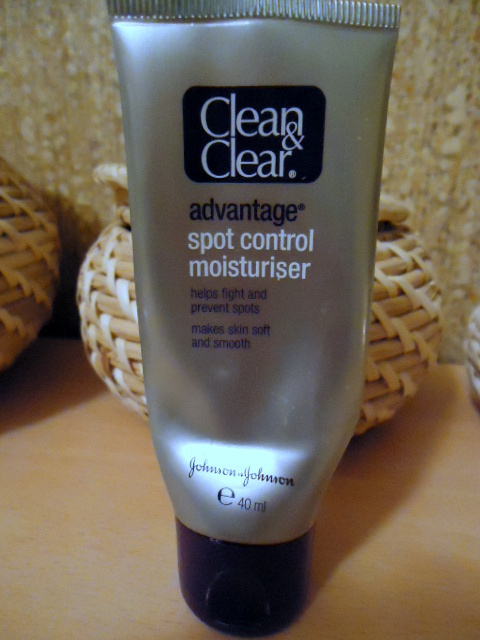 Clean
&
Clear®
advantage®
spot control
moisturiser
helps fight and
prevent spots
makes skin soft
and smooth
Johnson & Johnson
e 40 ml